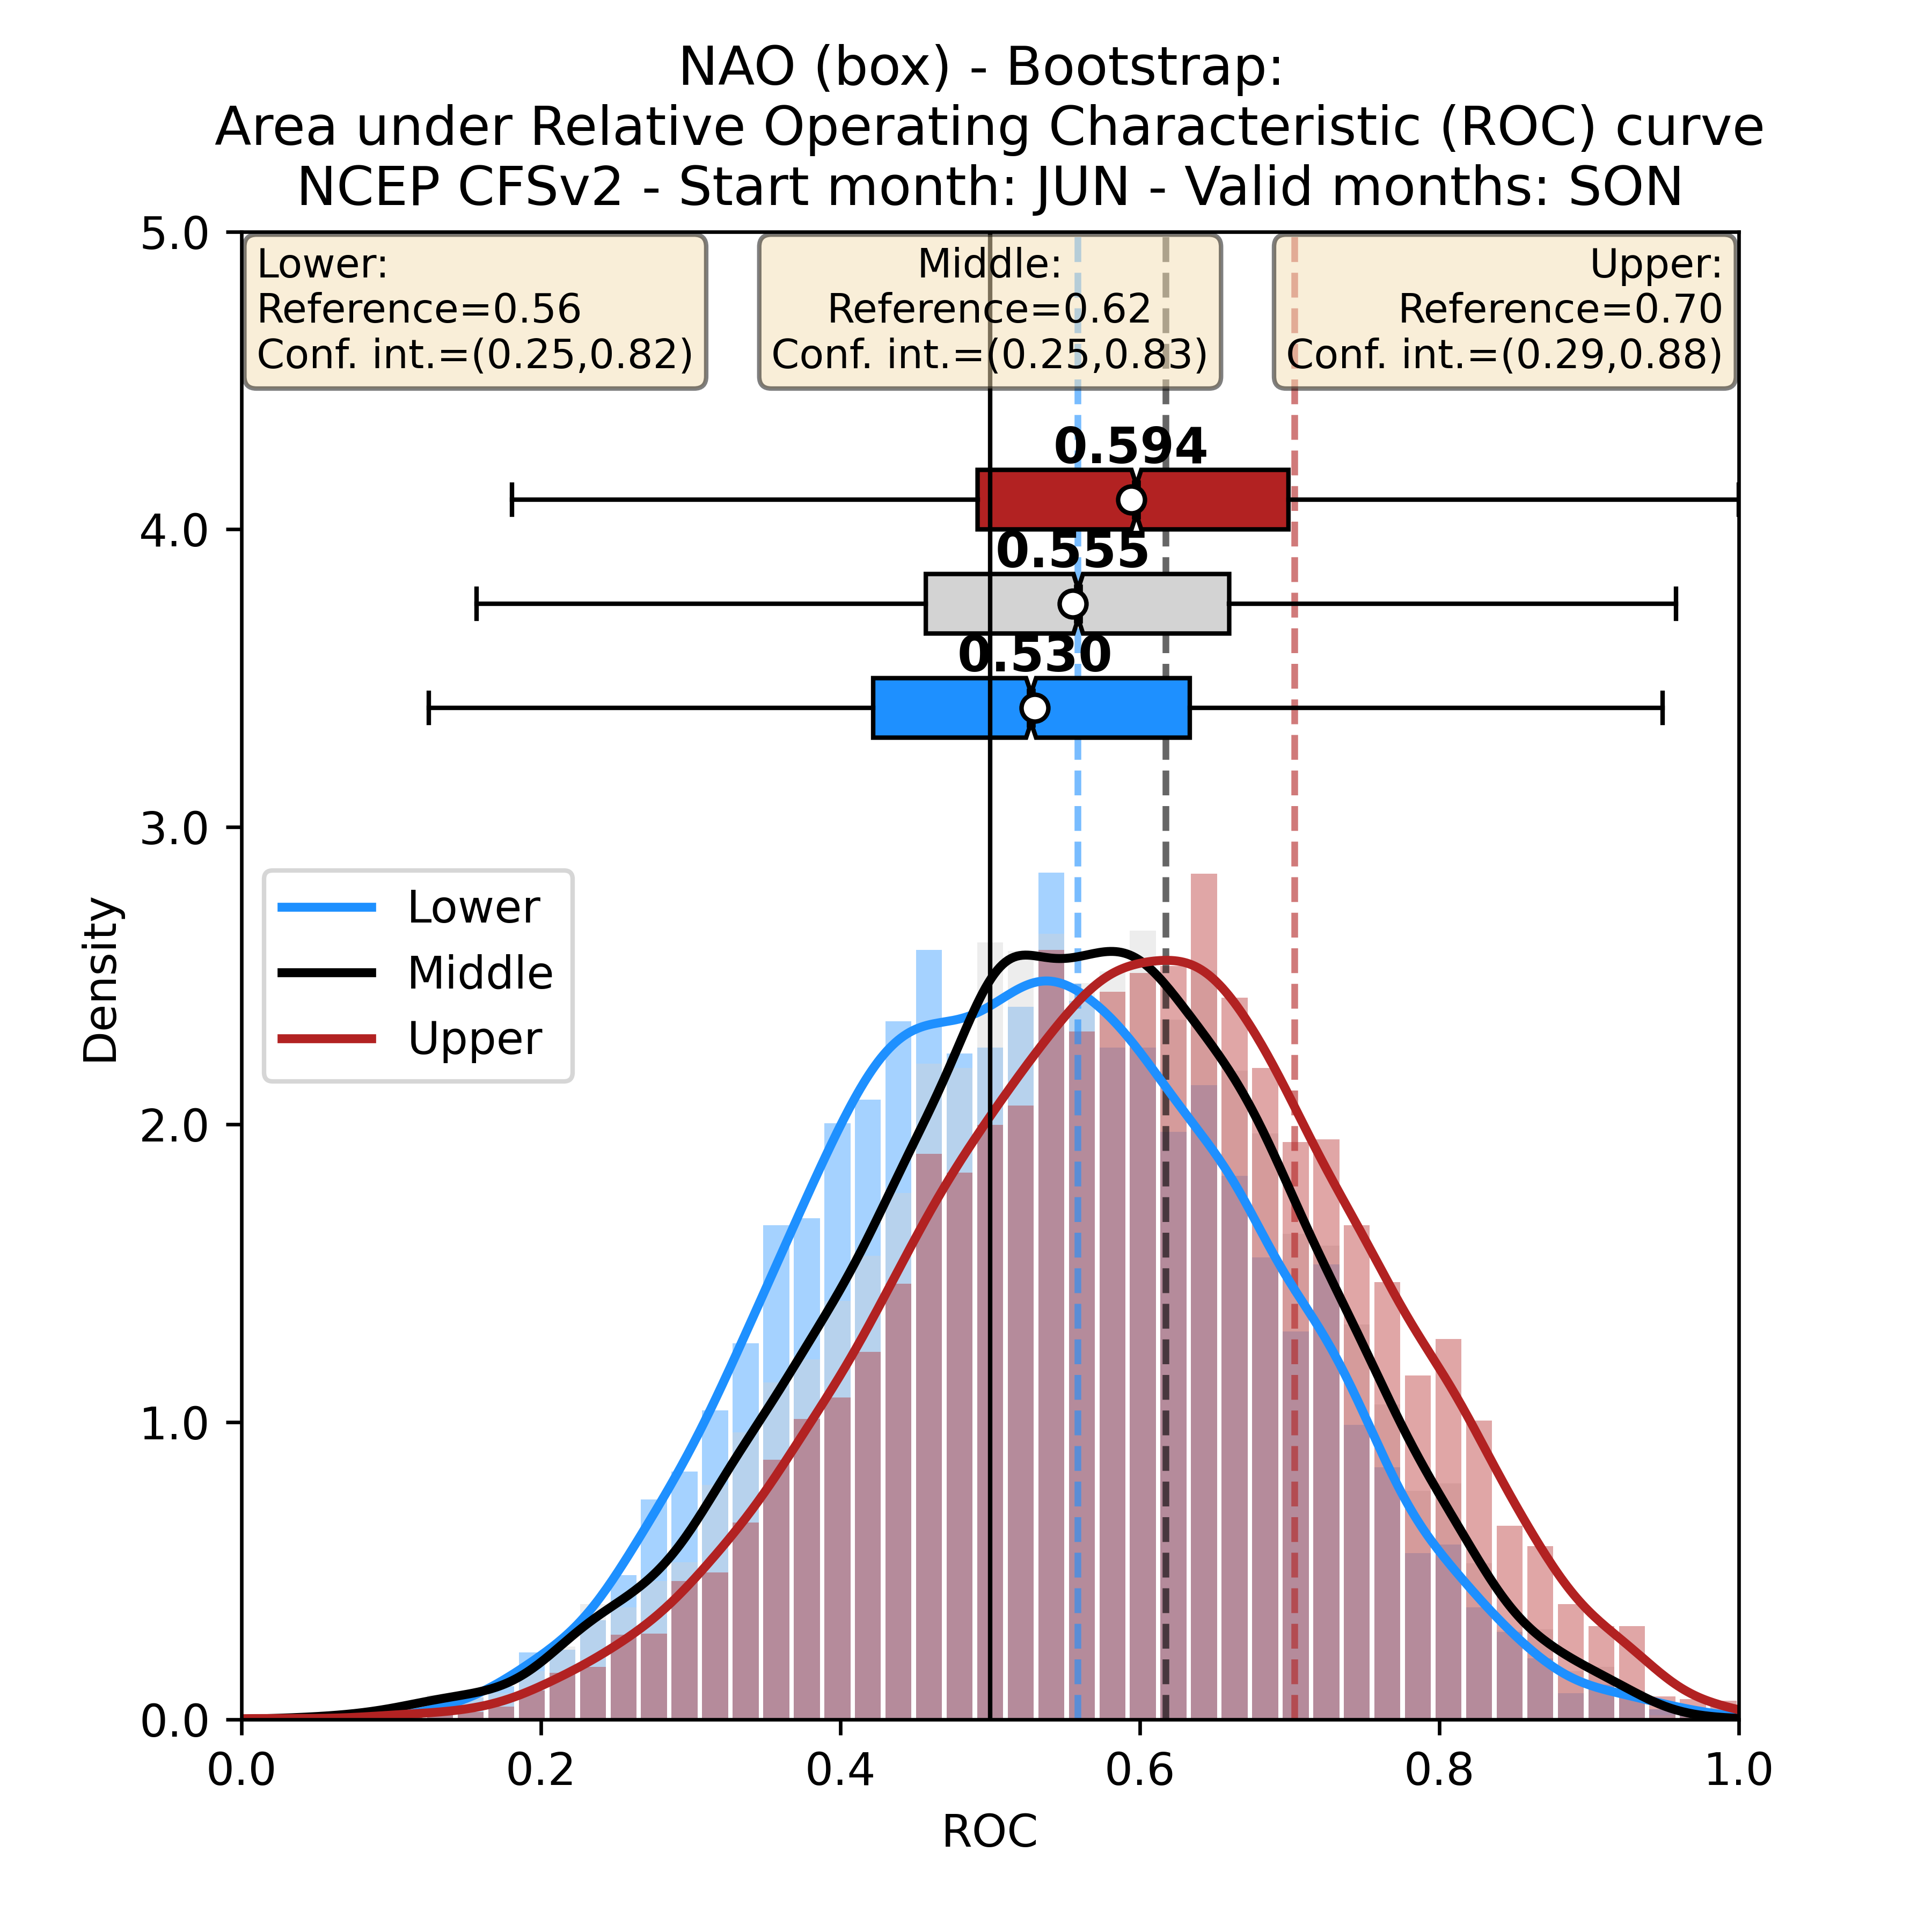 NAO (box) - Bootstrap:
Area under Relative Operating Characteristic (ROC) curve
NCEP CFSv2 - Start month: JUN - Valid months: SON
5.0
Lower:
Reference=0.56
Conf. int.=(0.25,0.82)
Middle:
Reference=0.62
Conf. int.=(0.25,0.83)
Upper:
Reference=0.70
Conf. int.=(0.29,0.88)
0.594
4.0
0.555
0.530
3.0
Lower
Middle
Upper
Density
2.0
1.0
0.0
0.0 0.2 0.4 0.6 0.8 1.0
ROC